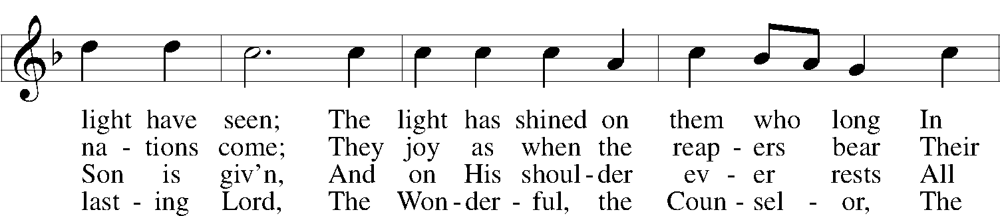 light have seen; The light has shined on them who long In
na - tions come; They joy as when the reap - ers bear Their
Son is giv'n, And on His shoul - der ev - er rests All
last - ing Lord, The Won - der - ful, the Coun - sel - or, The